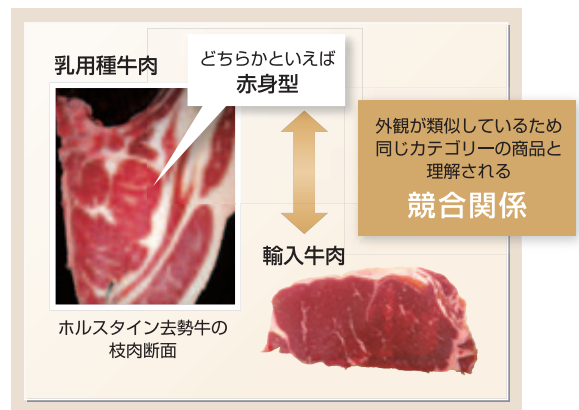 乳用種牛肉
どちらかといえば
赤身型
外観が類似しているため
同じカテゴリーの商品と
理解される
競合関係
輸入牛肉
ホルスタイン去勢牛の
枝肉断面